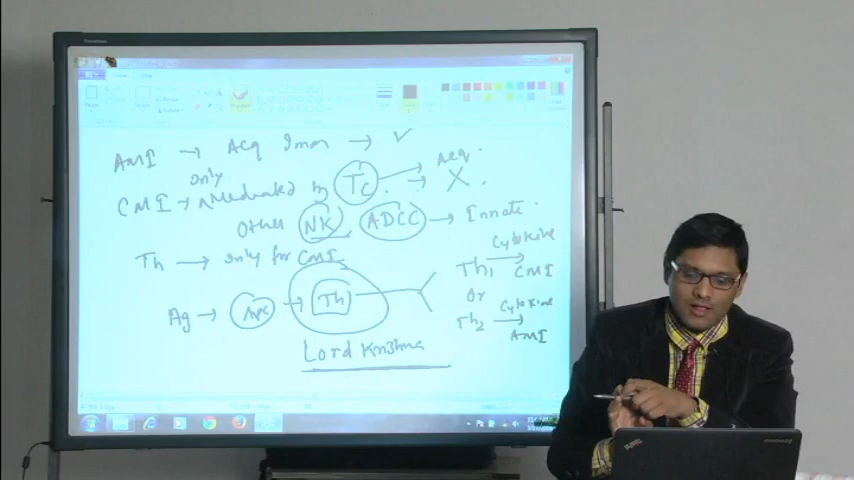 AMI → Acq Imm → ✓
Acq.
only
CMI → Mediated by Tc. → X.
Other NK ADCC → Innate.
Th → only for CMI
Cytokine
Th1 → CMI
or
Ag → APC → Th
Cytokine
Th2 → AMI
Lord Krishna